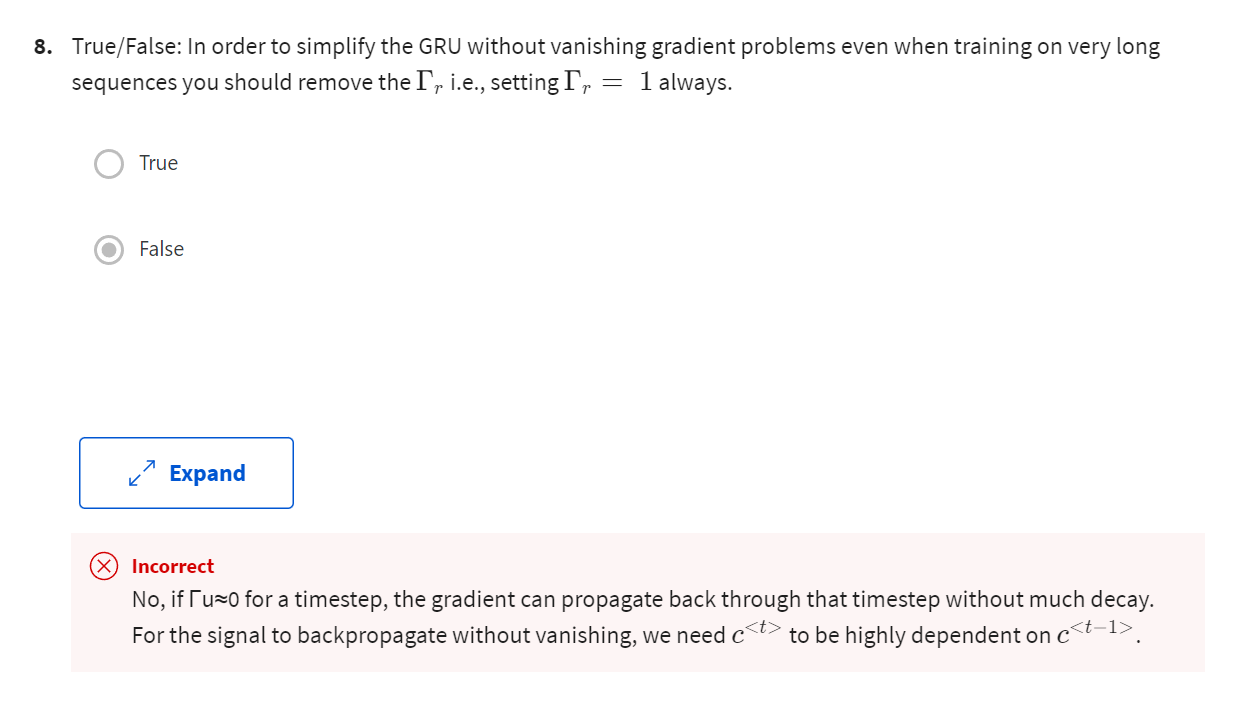 8. True/False: In order to simplify the GRU without vanishing gradient problems even when training on very long
sequences you should remove the Γᵣ i.e., setting Γᵣ = 1 always.
True
False
Expand
Incorrect
No, if Γu≈0 for a timestep, the gradient can propagate back through that timestep without much decay.
For the signal to backpropagate without vanishing, we need c^{<t>} to be highly dependent on c^{<t−1>}.